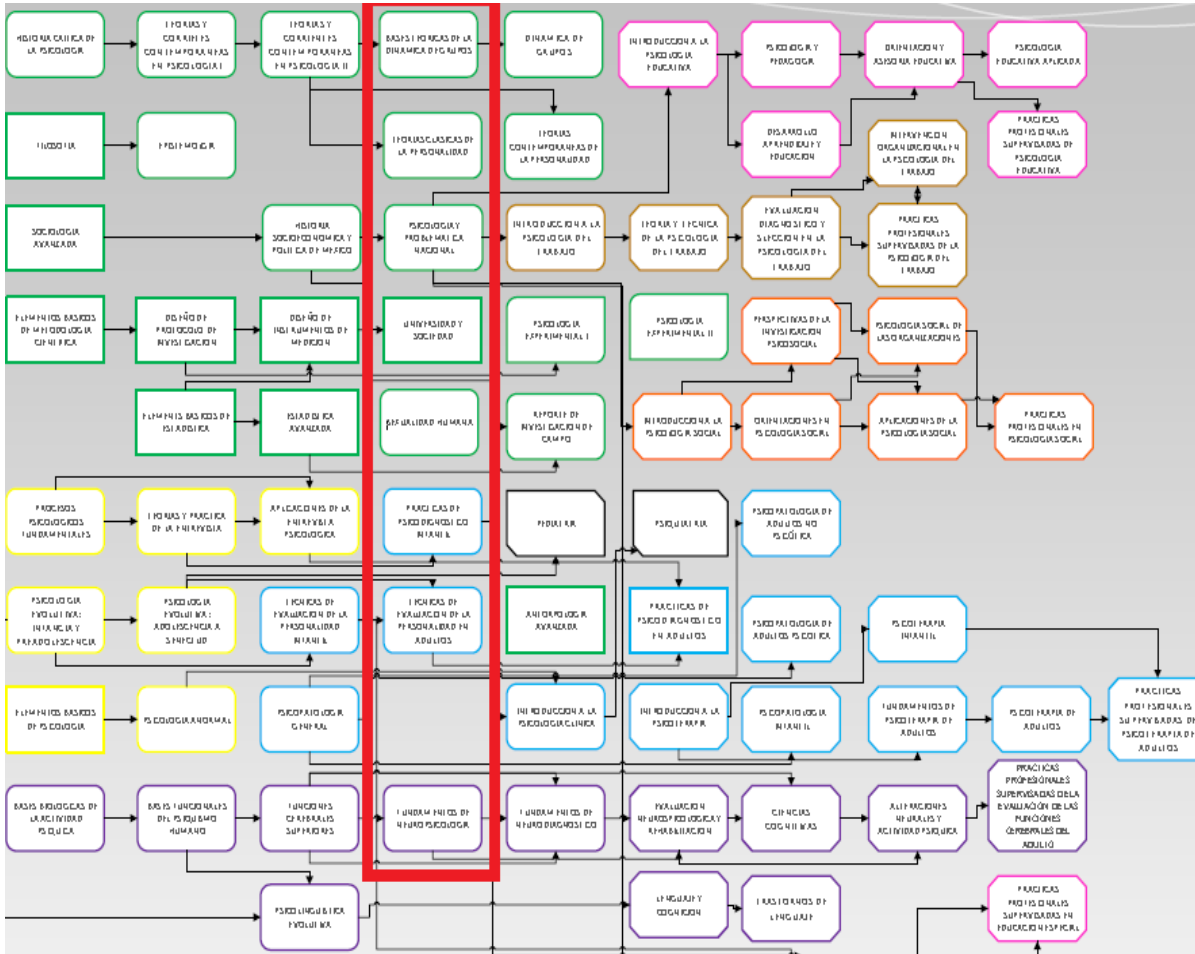 HISTORIA CRITICA DE
LA PSICOLOGIA
TEORIAS Y
CORRIENTES
CONTEMPORANEAS
EN PSICOLOGIA I
TEORIAS Y
CORRIENTES
CONTEMPORANEAS
EN PSICOLOGIA II
BASES TEORICAS DE LA
DINAMICA DE GRUPOS
DINAMICA DE
GRUPOS
INTRODUCCION A LA
PSICOLOGIA
EDUCATIVA
PSICOLOGIA Y
PEDAGOGIA
ORIENTACION Y
ASESORIA EDUCATIVA
PSICOLOGIA
EDUCATIVA APLICADA
FILOSOFIA
EPISTEMOLOGIA
TEORIAS CLASICAS DE
LA PERSONALIDAD
TEORIAS
CONTEMPORANEAS DE
LA PERSONALIDAD
DESARROLLO
APRENDIZAJE Y
EDUCACION
INTERVENCION
ORGANIZACIONAL EN
LA PSICOLOGIA DEL
TRABAJO
PRACTICAS
PROFESIONALES
SUPERVISADAS DE
PSICOLOGIA
EDUCATIVA
SOCIOLOGIA
AVANZADA
HISTORIA
SOCIOECONOMICA Y
POLITICA DE MEXICO
PSICOLOGIA Y
PROBLEMATICA
NACIONAL
INTRODUCCION A LA
PSICOLOGIA DEL
TRABAJO
TEORIA Y TECNICA
DE LA PSICOLOGIA
DEL TRABAJO
EVALUACION
DIAGNOSTICO Y
SELECCION EN LA
PSICOLOGIA DEL
TRABAJO
PRACTICAS
PROFESIONALES
SUPERVISADAS DE LA
PSICOLOGIA DEL
TRABAJO
ELEMENTOS BASICOS
DE METODOLOGIA
CIENTIFICA
DISEÑO DE
PROTOCOLO DE
INVESTIGACION
DISEÑO DE
INSTRUMENTOS DE
MEDICION
UNIVERSIDAD Y
SOCIEDAD
PSICOLOGIA
EXPERIMENTAL I
PSICOLOGIA
EXPERIMENTAL II
PERSPECTIVAS DE
LA INVESTIGACION
PSICOSOCIAL
PSICOLOGIA SOCIAL DE
LAS ORGANIZACIONES
ELEMENTS BASICOS DE
ESTADISTICA
ESTADISTICA
AVANZADA
SEXUALIDAD HUMANA
REPORTE DE
INVESTIGACION DE
CAMPO
INTRODUCCION A LA
PSICOLOGIA SOCIAL
ORIENTACIONES EN
PSICOLOGIA SOCIAL
APLICACIONES DE LA
PSICOLOGIA SOCIAL
PRACTICAS
PROFESIONALES EN
PSICOLOGIA SOCIAL
PROCESOS
PSICOLOGICOS
FUNDAMENTALES
TEORIAS Y PRACTICA
DE LA ENTREVISTA
APLICACIONES DE LA
ENTREVISTA
PSICOLOGICA
PRACTICAS DE
PSICODIAGNOSTICO
INFANTIL
PEDIATRIA
PSIQUIATRIA
PSICOPATOLOGIA DE
ADULTOS NO
PSICOTICA
PSICOLOGIA
EVOLUTIVA:
INFANCIA Y
PREADOLESCENCIA
PSICOLOGIA
EVOLUTIVA:
ADOLESCENCIA A
SENECTUD
TECNICAS DE
EVALUACION DE LA
PERSONALIDAD
INFANTIL
TECNICAS DE
EVALUACION DE LA
PERSONALIDAD EN
ADULTOS
ANTROPOLOGIA
AVANZADA
PRACTICAS DE
PSICODIAGNOSTICO
EN ADULTOS
PSICOPATOLOGIA DE
ADULTOS PSICOTICA
PSICOTERAPIA
INFANTIL
ELEMENTOS BASICOS
DE PSICOLOGIA
PSICOLOGIA ANORMAL
PSICOPATOLOGIA
GENERAL
INTRODUCCION A LA
PSICOLOGIA CLINICA
INTRODUCCION A LA
PSICOTERAPIA
PSICOPATOLOGIA
INFANTIL
FUNDAMENTOS DE
PSICOTERAPIA DE
ADULTOS
PSICOTERAPIA DE
ADULTOS
PRACTICAS
PROFESIONALES
SUPERVISADAS DE
PSICOTERAPIA DE
ADULTOS
BASES BIOLOGICAS DE
LA ACTIVIDAD
PSIQUICA
BASES FUNCIONALES
DEL PSIQUISMO
HUMANO
FUNCIONES
CEREBRALES
SUPERIORES
FUNDAMENTOS DE
NEUROPSICOLOGIA
FUNDAMENTOS DE
NEURODIAGNOSTICO
EVALUACION
NEUROPSICOLOGICA Y
REHABILITACION
CIENCIAS
COGNITIVAS
ALTERACIONES
NEURALES Y
ACTIVIDAD PSIQUICA
PRACTICAS
PROFESIONALES
SUPERVISADAS DE LA
EVALUACIÓN DE LAS
FUNCIONES
CEREBRALES DEL
ADULTO
PSICOLINGUISTICA
EVOLUTIVA
LENGUAJE Y
COGNICION
TRASTORNOS DE
LENGUAJE
PRACTICAS
PROFESIONALES
SUPERVISADAS EN
EDUCACION ESPECIAL